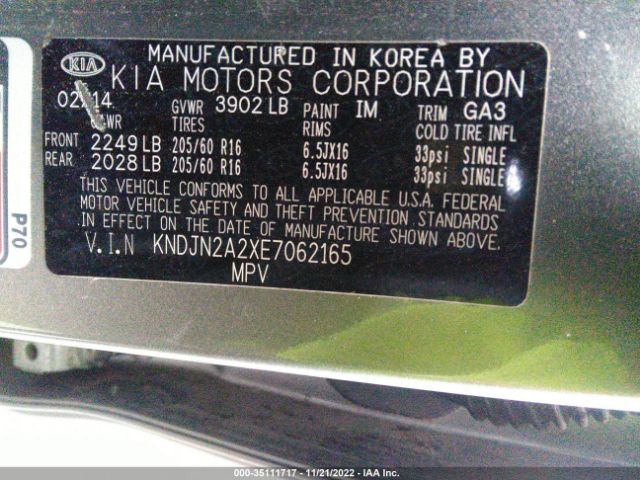 MANUFACTURED IN KOREA BY
KIA KIA MOTORS CORPORATION
02 14 GVWR 3902 LB PAINT IM TRIM GA3
TIRES RIMS COLD TIRE INFL
FRONT 2249 LB 205/60 R16 6.5JX16 33psi SINGLE
REAR 2028 LB 205/60 R16 6.5JX16 33psi SINGLE
THIS VEHICLE CONFORMS TO ALL APPLICABLE U.S.A. FEDERAL
MOTOR VEHICLE SAFETY AND THEFT PREVENTION STANDARDS
IN EFFECT ON THE DATE OF MANUFACTURE SHOWN ABOVE.
V.I.N KNDJN2A2XE7062165
MPV
P70
000-35111717 - 11/21/2022 - IAA Inc.